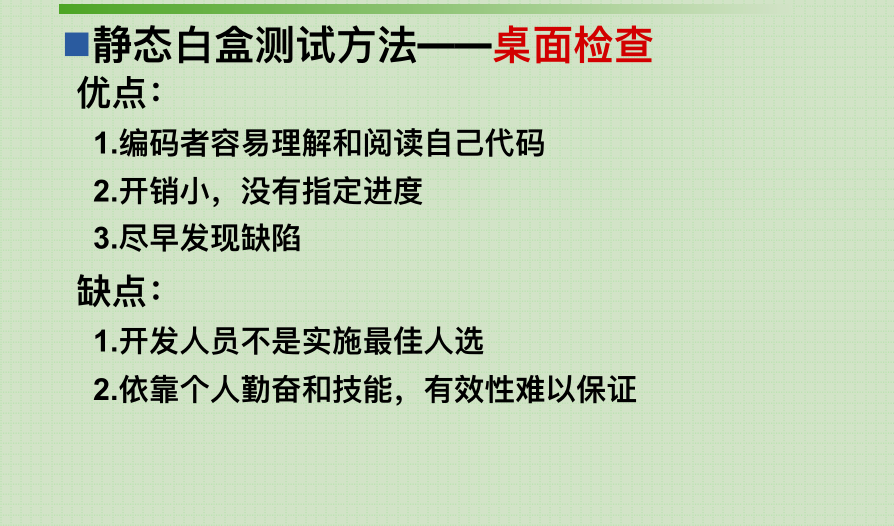 静态白盒测试方法——桌面检查
优点：
1.编码者容易理解和阅读自己代码
2.开销小，没有指定进度
3.尽早发现缺陷
缺点：
1.开发人员不是实施最佳人选
2.依靠个人勤奋和技能，有效性难以保证